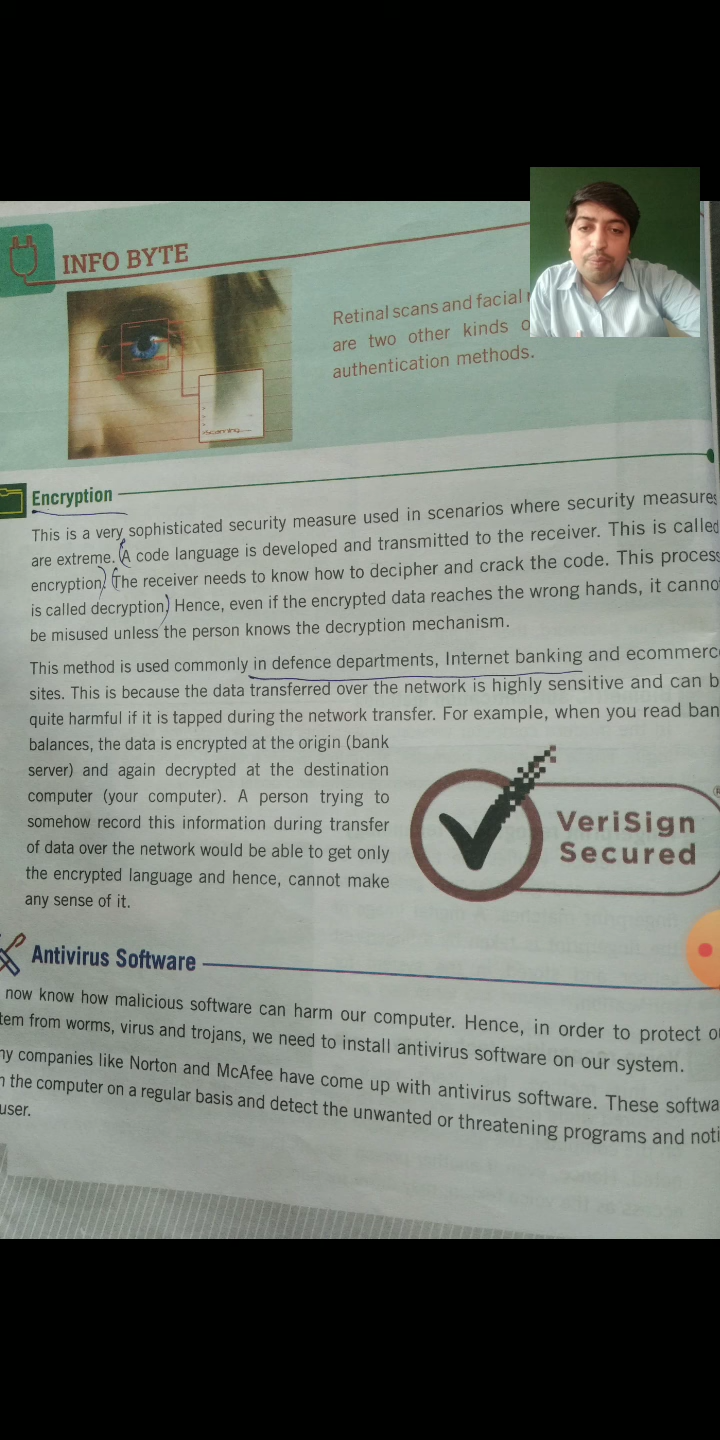 INFO BYTE
Retinal scans and facial
are two other kinds
authentication methods.
Scanning...
Encryption
This is a very sophisticated security measure used in scenarios where security measures
are extreme. (A code language is developed and transmitted to the receiver. This is called
encryption). (The receiver needs to know how to decipher and crack the code. This process
is called decryption.) Hence, even if the encrypted data reaches the wrong hands, it
be misused unless the person knows the decryption mechanism.
This method is used commonly in defence departments, Internet banking and
sites. This is because the data transferred over the network is highly sensitive and can
quite harmful if it is tapped during the network transfer. For example, when you read
balances, the data is encrypted at the origin (bank
server) and again decrypted at the destination
computer (your computer). A person trying to
somehow record this information during transfer
of data over the network would be able to get only
the encrypted language and hence, cannot make
any sense of it.
VeriSign
Secured
®
Antivirus Software
now know how malicious software can harm our computer. Hence, in order to protect
from worms, virus and trojans, we need to install antivirus software on our system.
companies like Norton and McAfee have come up with antivirus software. These
the computer on a regular basis and detect the unwanted or threatening programs and
user.